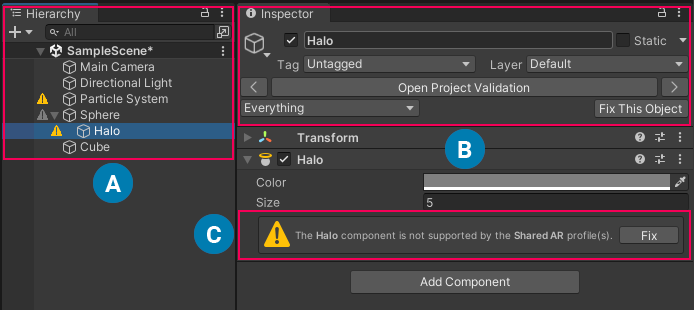 Hierarchy
All
SampleScene*
Main Camera
Directional Light
Particle System
Sphere
Halo
Cube
A
Inspector
Halo
Static
Tag Untagged Layer Default
Open Project Validation
Everything Fix This Object
Transform
B
Halo
Color
Size 5
C
The Halo component is not supported by the Shared AR profile(s). Fix
Add Component